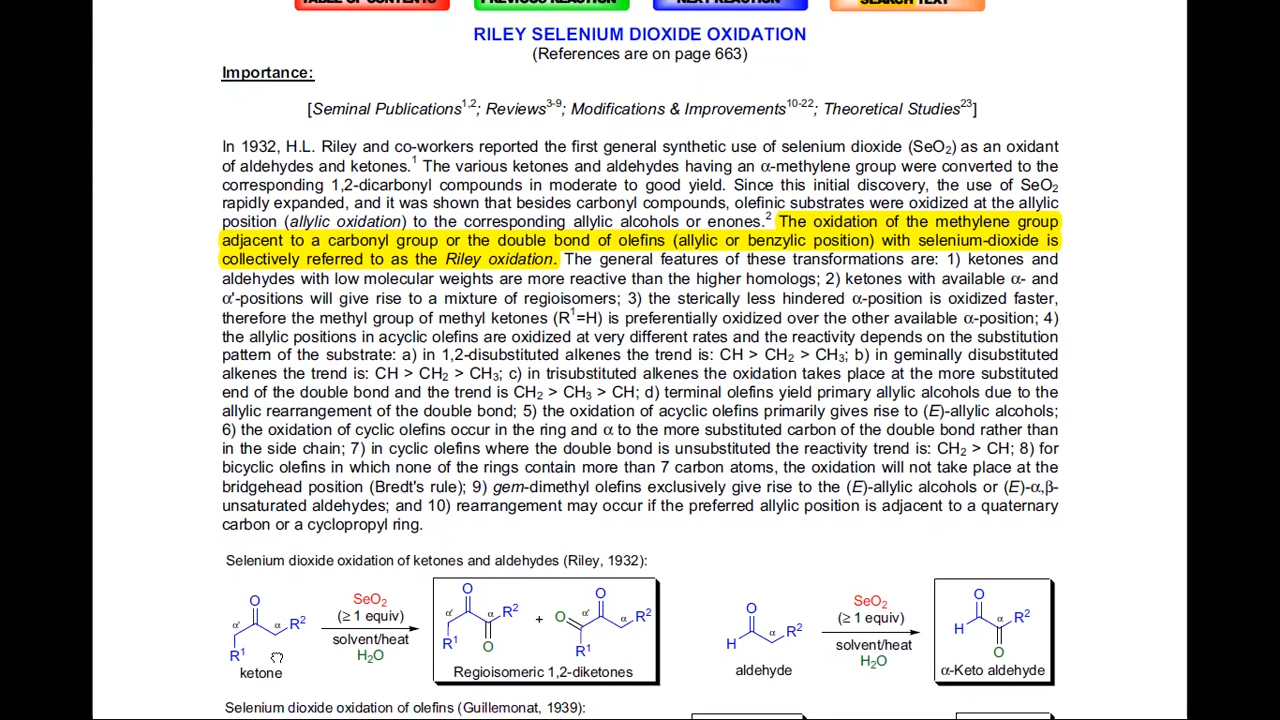 TABLE OF CONTENTS PREVIOUS REACTION NEXT REACTION SEARCH TEXT
RILEY SELENIUM DIOXIDE OXIDATION
(References are on page 663)
Importance:
[Seminal Publications1,2; Reviews3-9; Modifications & Improvements10-22; Theoretical Studies23]
In 1932, H.L. Riley and co-workers reported the first general synthetic use of selenium dioxide (SeO2) as an oxidant
of aldehydes and ketones.1 The various ketones and aldehydes having an α-methylene group were converted to the
corresponding 1,2-dicarbonyl compounds in moderate to good yield. Since this initial discovery, the use of SeO2
rapidly expanded, and it was shown that besides carbonyl compounds, olefinic substrates were oxidized at the allylic
position (allylic oxidation) to the corresponding allylic alcohols or enones.2 The oxidation of the methylene group
adjacent to a carbonyl group or the double bond of olefins (allylic or benzylic position) with selenium-dioxide is
collectively referred to as the Riley oxidation. The general features of these transformations are: 1) ketones and
aldehydes with low molecular weights are more reactive than the higher homologs; 2) ketones with available α- and
α'-positions will give rise to a mixture of regioisomers; 3) the sterically less hindered α-position is oxidized faster,
therefore the methyl group of methyl ketones (R1=H) is preferentially oxidized over the other available α-position; 4)
the allylic positions in acyclic olefins are oxidized at very different rates and the reactivity depends on the substitution
pattern of the substrate: a) in 1,2-disubstituted alkenes the trend is: CH > CH2 > CH3; b) in geminally disubstituted
alkenes the trend is: CH > CH2 > CH3; c) in trisubstituted alkenes the oxidation takes place at the more substituted
end of the double bond and the trend is CH2 > CH3 > CH; d) terminal olefins yield primary allylic alcohols due to the
allylic rearrangement of the double bond; 5) the oxidation of acyclic olefins primarily gives rise to (E)-allylic alcohols;
6) the oxidation of cyclic olefins occur in the ring and α to the more substituted carbon of the double bond rather than
in the side chain; 7) in cyclic olefins where the double bond is unsubstituted the reactivity trend is: CH2 > CH; 8) for
bicyclic olefins in which none of the rings contain more than 7 carbon atoms, the oxidation will not take place at the
bridgehead position (Bredt's rule); 9) gem-dimethyl olefins exclusively give rise to the (E)-allylic alcohols or (E)-α,β-
unsaturated aldehydes; and 10) rearrangement may occur if the preferred allylic position is adjacent to a quaternary
carbon or a cyclopropyl ring.
Selenium dioxide oxidation of ketones and aldehydes (Riley, 1932):
O α' α R2 R1
ketone
SeO2
(≥ 1 equiv)
solvent/heat
H2O
O α' α R2 R1 O + O α' O α R2 R1
Regioisomeric 1,2-diketones
O H α R2
aldehyde
SeO2
(≥ 1 equiv)
solvent/heat
H2O
O H α R2 O
α-Keto aldehyde
Selenium dioxide oxidation of olefins (Guillemonat, 1939):